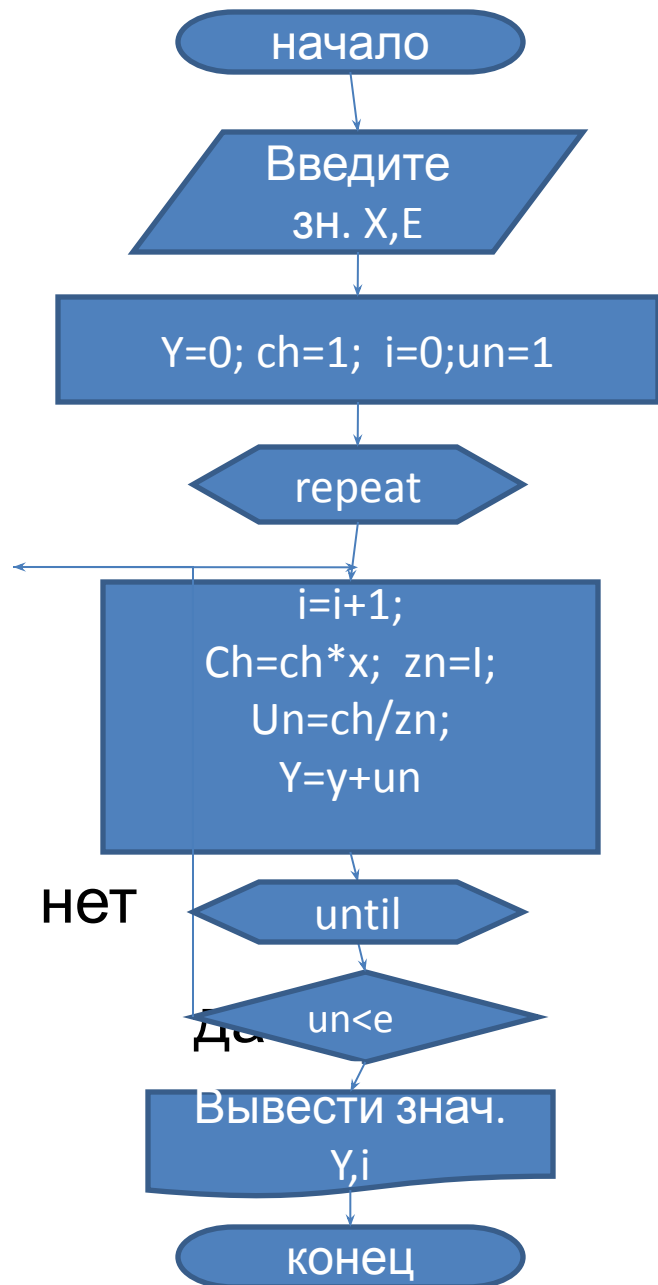 начало
Введите
зн. X,E
Y=0; ch=1; i=0;un=1
repeat
i=i+1;
Ch=ch*x; zn=I;
Un=ch/zn;
Y=y+un
нет
until
un<e
да
Вывести знач.
Y,i
конец